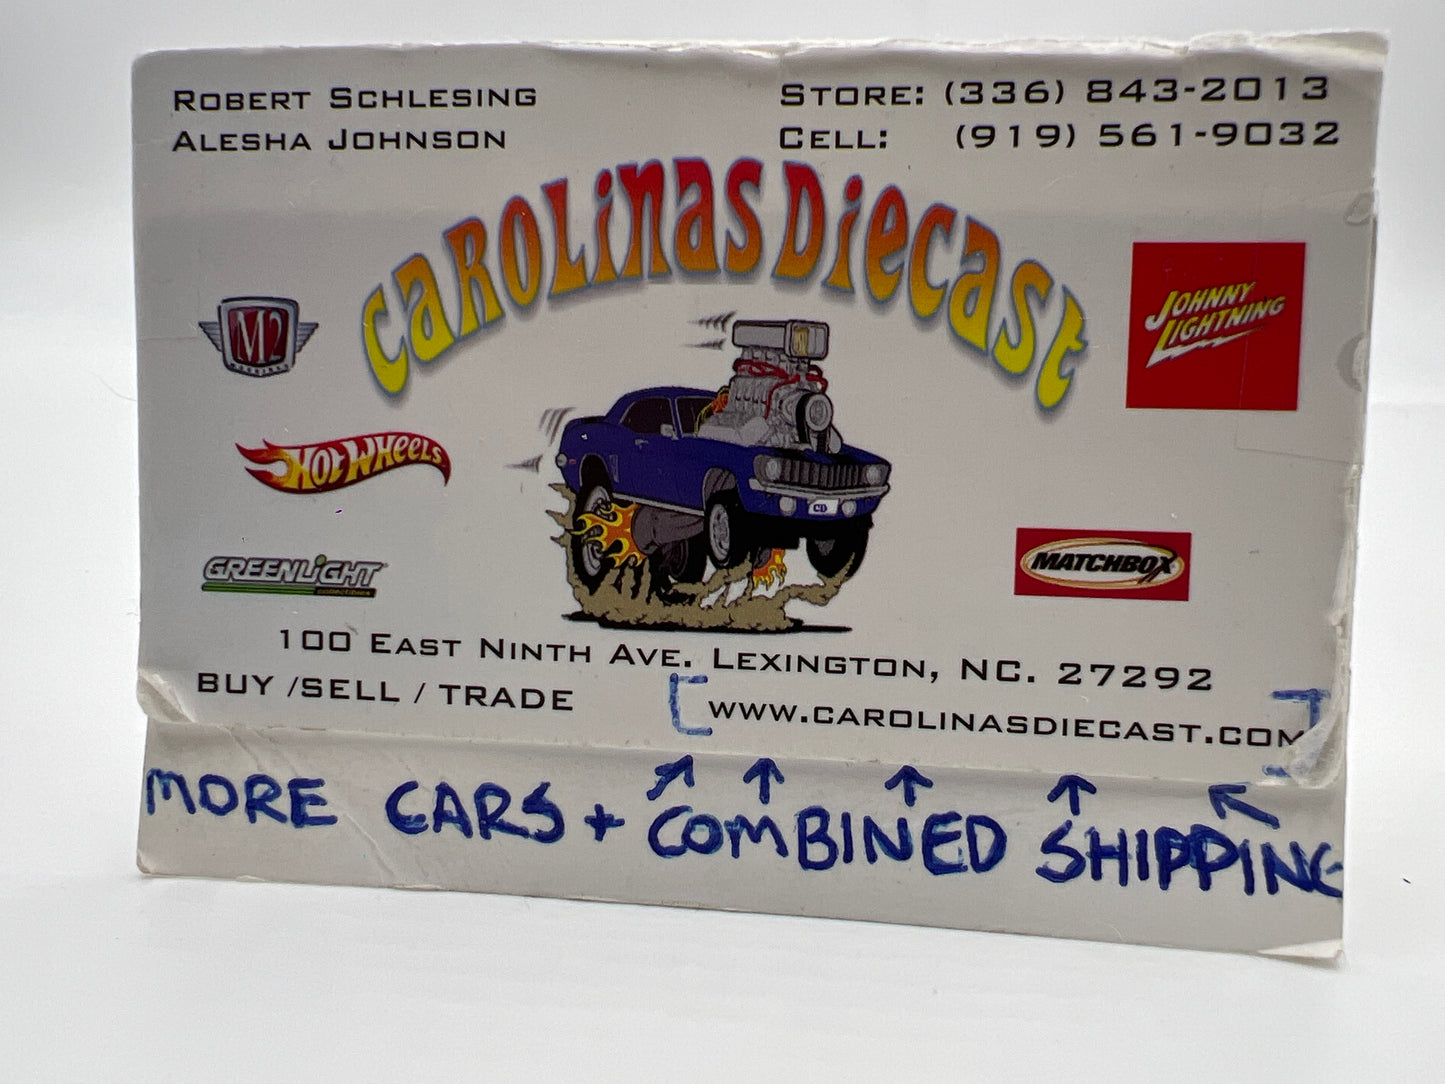 ROBERT SCHLESING
ALESHA JOHNSON
STORE: (336) 843-2013
CELL: (919) 561-9032
CAROLINAS DIECAST
M2
MACHINES
JOHNNY
LIGHTNING
HOT WHEELS
GREENLiGHT
CD
MATCHBOX
100 EAST NINTH AVE. LEXINGTON, NC. 27292
BUY /SELL / TRADE
WWW.CAROLINASDIECAST.COM
MORE CARS + COMBINED SHIPPING